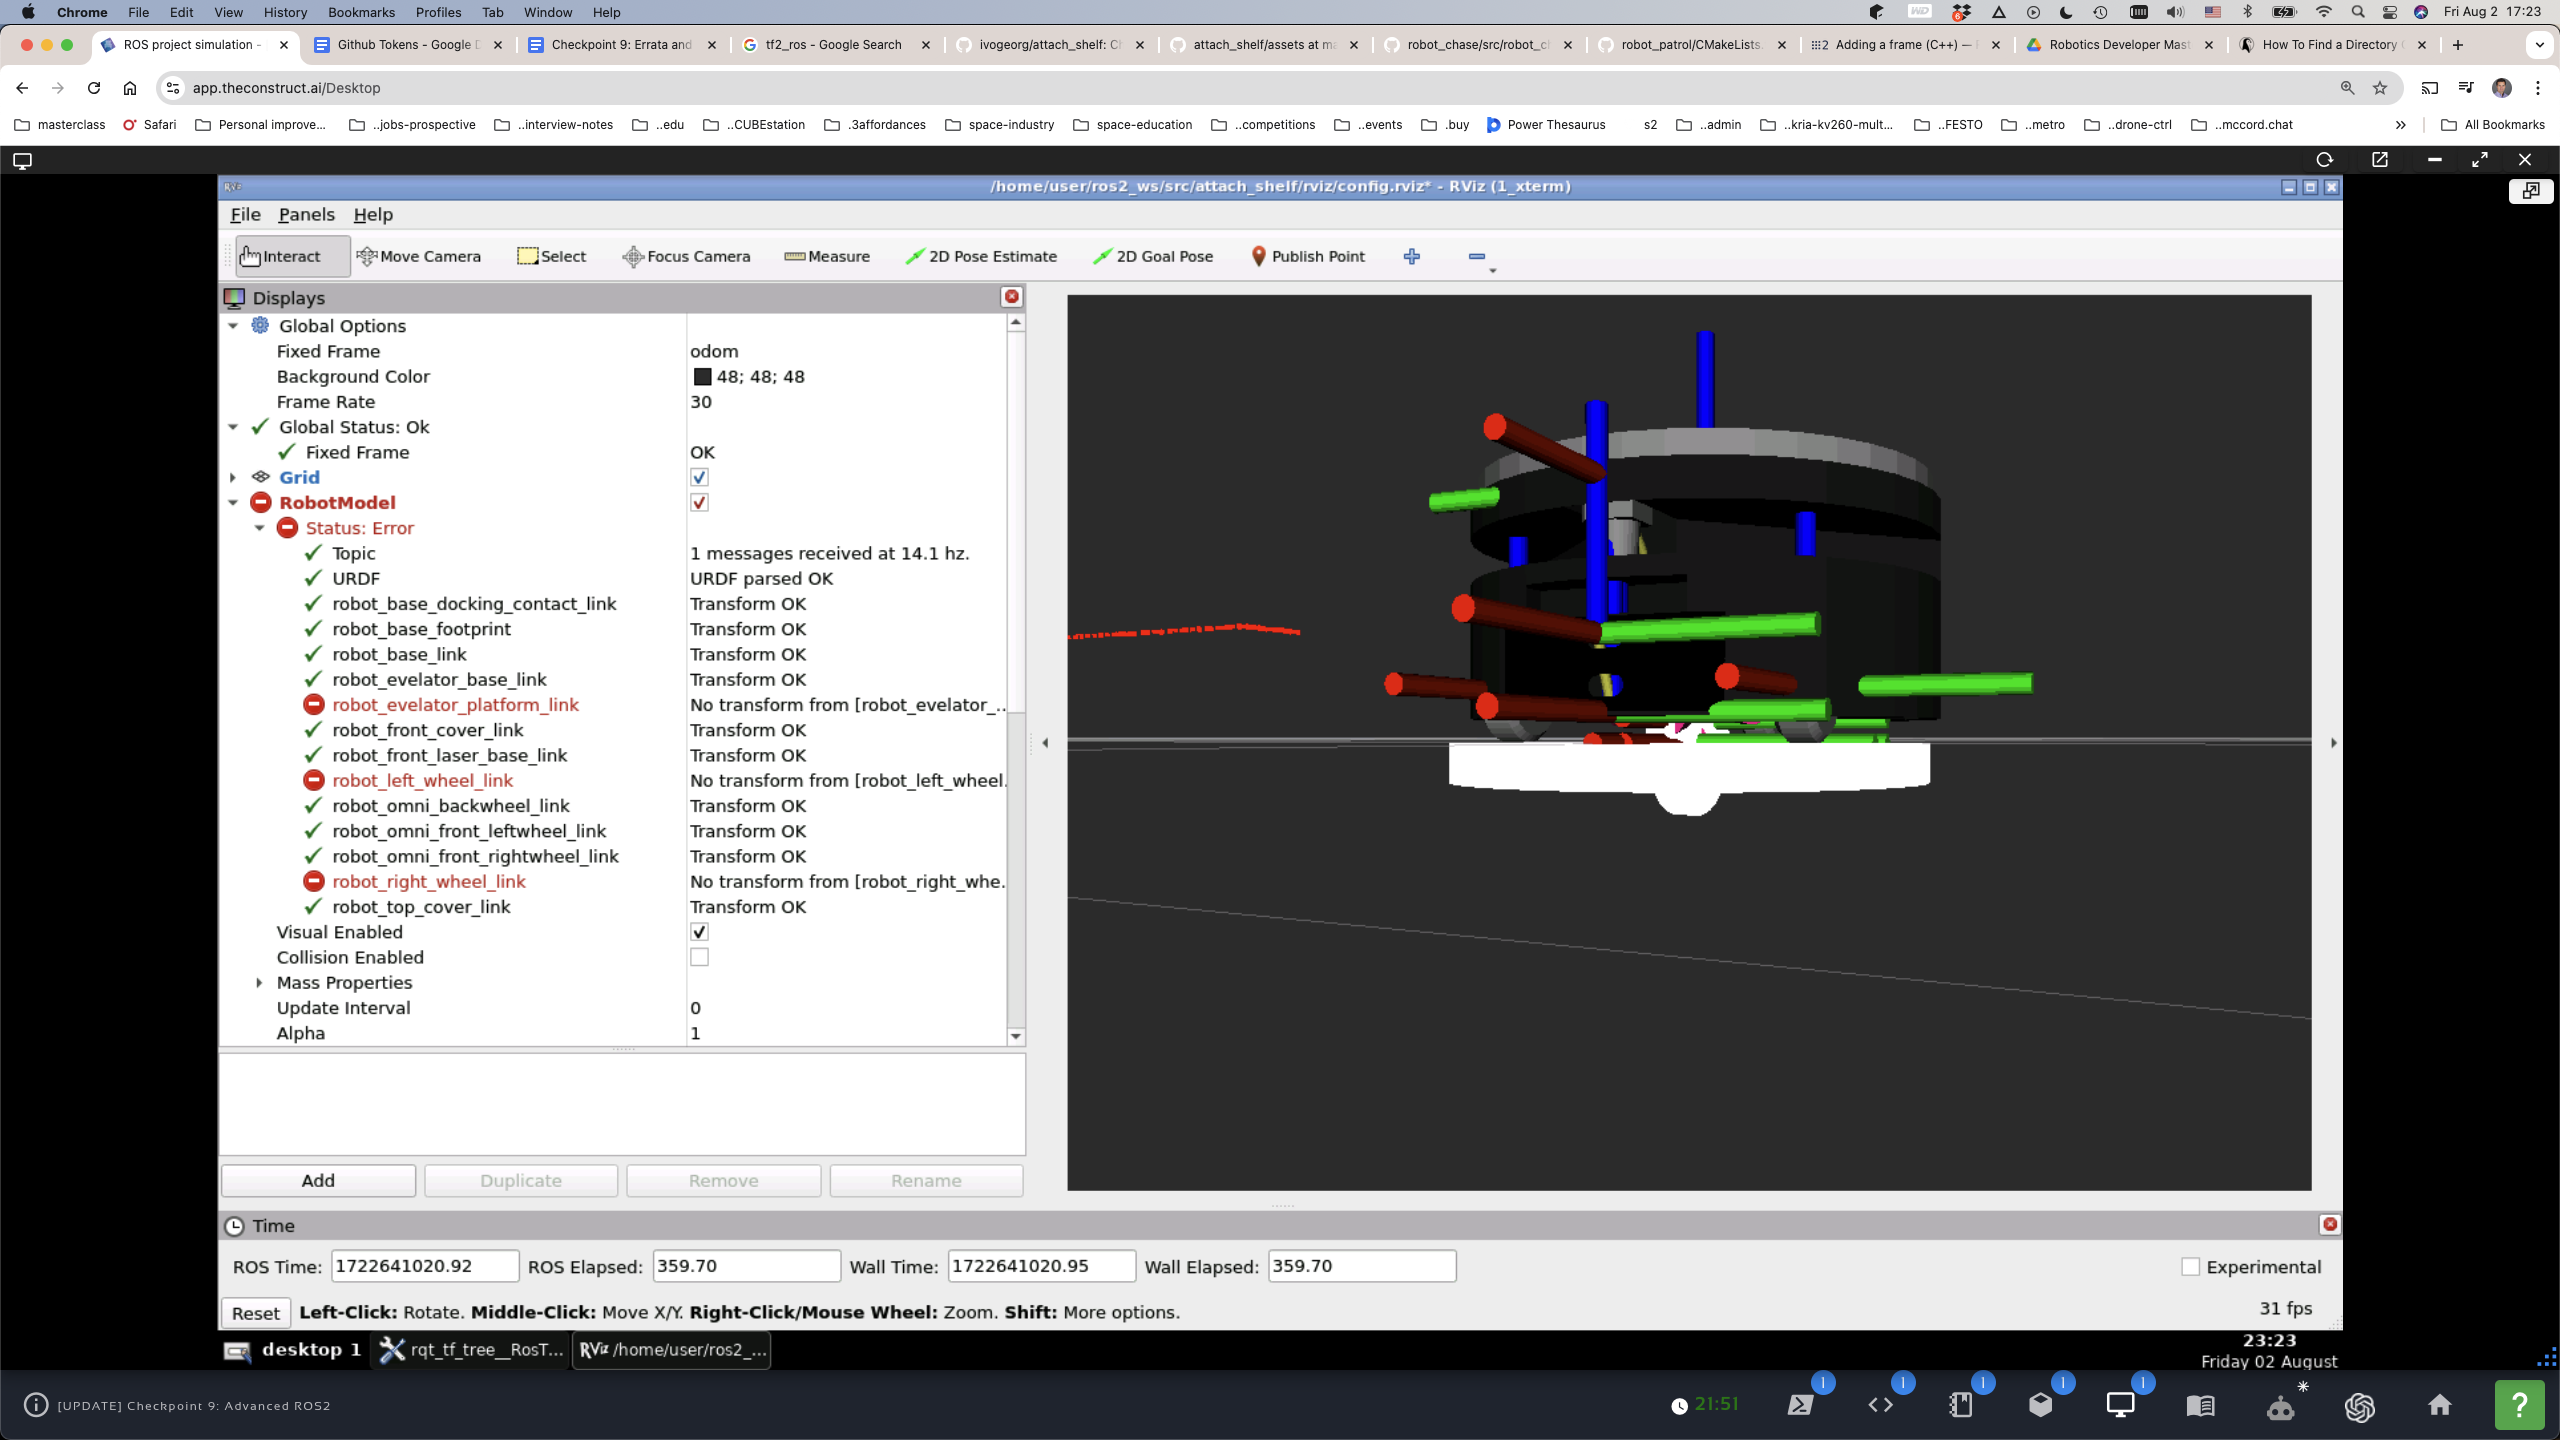 Chrome File Edit View History Bookmarks Profiles Tab Window Help Fri Aug 2 17:23
ROS project simulation - Github Tokens - Google D Checkpoint 9: Errata and tf2_ros - Google Search ivogeorg/attach_shelf: Ch attach_shelf/assets at ma robot_chase/src/robot_c robot_patrol/CMakeLists. Adding a frame (C++) — Robotics Developer Mast How To Find a Directory
app.theconstruct.ai/Desktop
masterclass Safari Personal improve... ..jobs-prospective ..interview-notes ..edu ..CUBEstation .3affordances space-industry space-education ..competitions ..events .buy Power Thesaurus s2 ..admin ..kria-kv260-mult... ..FESTO ..metro ..drone-ctrl ..mccord.chat >> All Bookmarks
/home/user/ros2_ws/src/attach_shelf/rviz/config.rviz* - RViz (1_xterm)
File Panels Help
Interact Move Camera Select Focus Camera Measure 2D Pose Estimate 2D Goal Pose Publish Point
Displays
Global Options
Fixed Frame odom
Background Color 48; 48; 48
Frame Rate 30
Global Status: Ok
Fixed Frame OK
Grid
RobotModel
Status: Error
Topic 1 messages received at 14.1 hz.
URDF URDF parsed OK
robot_base_docking_contact_link Transform OK
robot_base_footprint Transform OK
robot_base_link Transform OK
robot_evelator_base_link Transform OK
robot_evelator_platform_link No transform from [robot_evelator_..
robot_front_cover_link Transform OK
robot_front_laser_base_link Transform OK
robot_left_wheel_link No transform from [robot_left_wheel.
robot_omni_backwheel_link Transform OK
robot_omni_front_leftwheel_link Transform OK
robot_omni_front_rightwheel_link Transform OK
robot_right_wheel_link No transform from [robot_right_whe.
robot_top_cover_link Transform OK
Visual Enabled
Collision Enabled
Mass Properties
Update Interval 0
Alpha 1
Add Duplicate Remove Rename
Time
ROS Time: 1722641020.92 ROS Elapsed: 359.70 Wall Time: 1722641020.95 Wall Elapsed: 359.70 Experimental
Reset Left-Click: Rotate. Middle-Click: Move X/Y. Right-Click/Mouse Wheel: Zoom. Shift: More options. 31 fps
desktop 1 rqt_tf_tree__RosT... RViz /home/user/ros2_... 23:23
Friday 02 August
[UPDATE] Checkpoint 9: Advanced ROS2 21:51 1 1 1 1 1 ?